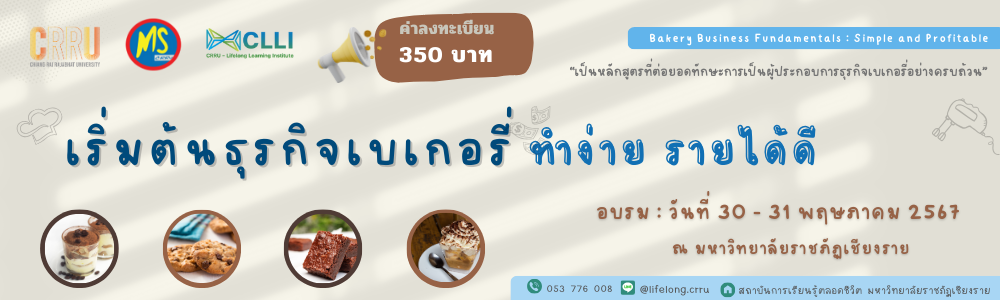 CRRU
CHIANG RAI RAJABHAT UNIVERSITY
MS
CLLI
CRRU - Lifelong Learning Institute
ค่าลงทะเบียน
350 บาท
Bakery Business Fundamentals : Simple and Profitable
“เป็นหลักสูตรที่ต่อยอดทักษะการเป็นผู้ประกอบการธุรกิจเบเกอรี่อย่างครบถ้วน”
เริ่มต้นธุรกิจเบเกอรี่ ทำง่าย รายได้ดี
อบรม : วันที่ 30 - 31 พฤษภาคม 2567
ณ มหาวิทยาลัยราชภัฏเชียงราย
053 776 008 @lifelong.crru สถาบันการเรียนรู้ตลอดชีวิต มหาวิทยาลัยราชภัฏเชียงราย